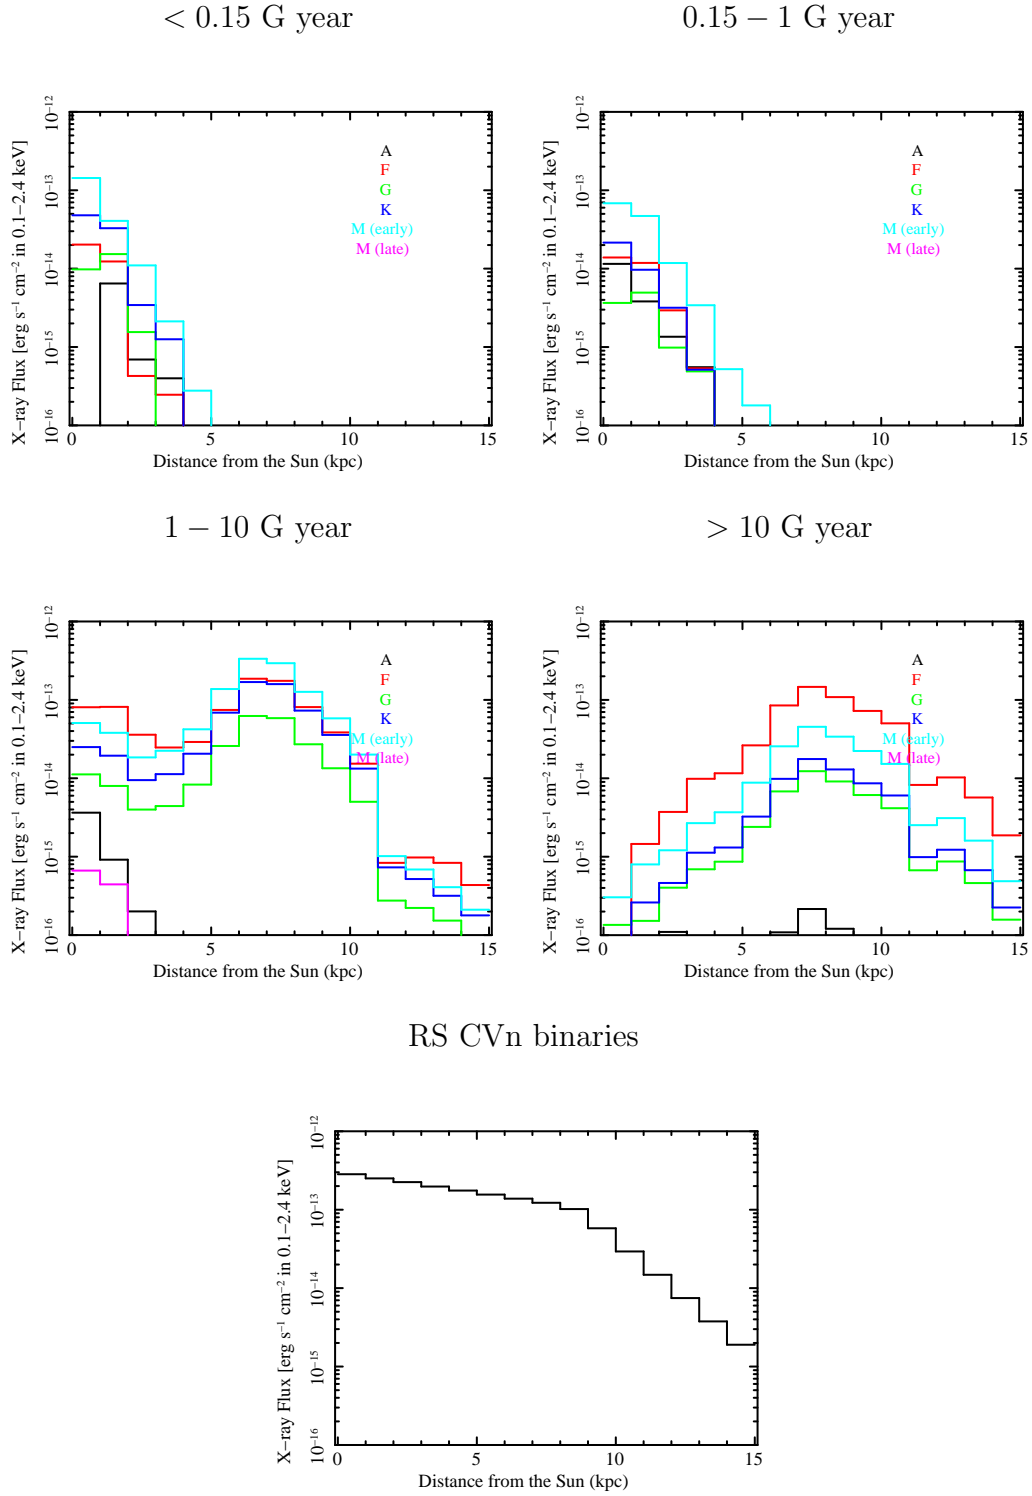 < 0.15 G year
0.15 − 1 G year
X−ray Flux [erg s⁻¹ cm⁻² in 0.1−2.4 keV]
10⁻¹²
10⁻¹³
10⁻¹⁴
10⁻¹⁵
10⁻¹⁶
A
F
G
K
M (early)
M (late)
0 5 10 15
Distance from the Sun (kpc)
X−ray Flux [erg s⁻¹ cm⁻² in 0.1−2.4 keV]
10⁻¹²
10⁻¹³
10⁻¹⁴
10⁻¹⁵
10⁻¹⁶
A
F
G
K
M (early)
M (late)
0 5 10 15
Distance from the Sun (kpc)
1 − 10 G year
> 10 G year
X−ray Flux [erg s⁻¹ cm⁻² in 0.1−2.4 keV]
10⁻¹²
10⁻¹³
10⁻¹⁴
10⁻¹⁵
10⁻¹⁶
A
F
G
K
M (early)
M (late)
0 5 10 15
Distance from the Sun (kpc)
X−ray Flux [erg s⁻¹ cm⁻² in 0.1−2.4 keV]
10⁻¹²
10⁻¹³
10⁻¹⁴
10⁻¹⁵
10⁻¹⁶
A
F
G
K
M (early)
M (late)
0 5 10 15
Distance from the Sun (kpc)
RS CVn binaries
X−ray Flux [erg s⁻¹ cm⁻² in 0.1−2.4 keV]
10⁻¹²
10⁻¹³
10⁻¹⁴
10⁻¹⁵
10⁻¹⁶
0 5 10 15
Distance from the Sun (kpc)